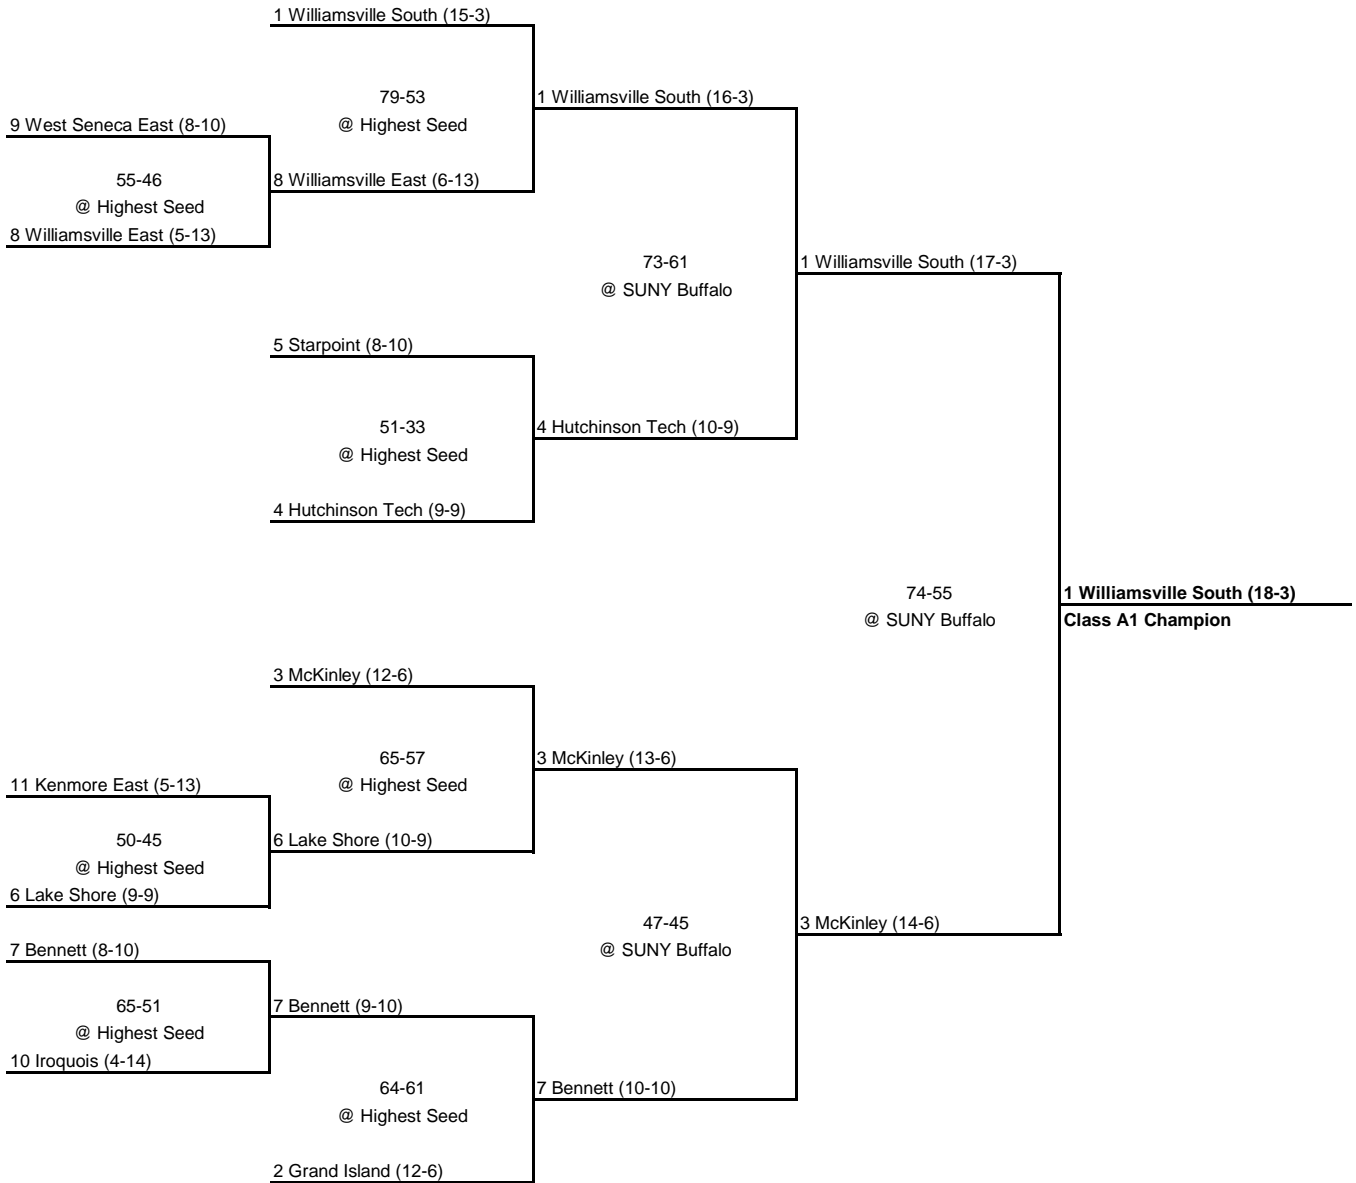 1 Williamsville South (15-3)
79-53
@ Highest Seed
1 Williamsville South (16-3)
9 West Seneca East (8-10)
55-46
@ Highest Seed
8 Williamsville East (6-13)
8 Williamsville East (5-13)
73-61
@ SUNY Buffalo
1 Williamsville South (17-3)
5 Starpoint (8-10)
51-33
@ Highest Seed
4 Hutchinson Tech (10-9)
4 Hutchinson Tech (9-9)
74-55
@ SUNY Buffalo
1 Williamsville South (18-3)
Class A1 Champion
3 McKinley (12-6)
65-57
@ Highest Seed
3 McKinley (13-6)
11 Kenmore East (5-13)
50-45
@ Highest Seed
6 Lake Shore (10-9)
6 Lake Shore (9-9)
47-45
@ SUNY Buffalo
3 McKinley (14-6)
7 Bennett (8-10)
65-51
@ Highest Seed
7 Bennett (9-10)
10 Iroquois (4-14)
64-61
@ Highest Seed
7 Bennett (10-10)
2 Grand Island (12-6)